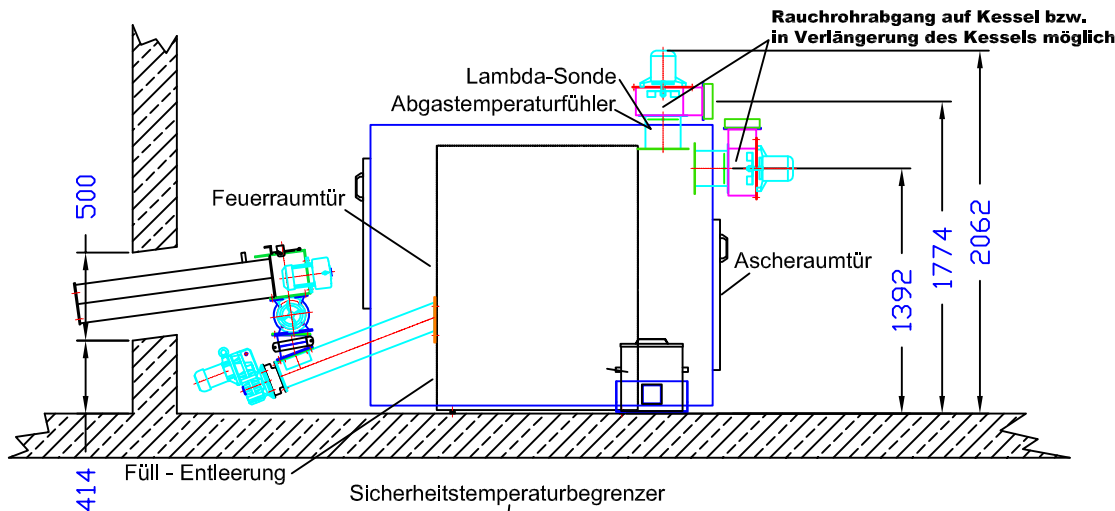 Rauchrohrabgang auf Kessel bzw.
in Verlängerung des Kessels möglich
Lambda-Sonde
Abgastemperaturfühler
500
Feuerraumtür
Ascheraumtür
1392
1774
2062
Füll - Entleerung
414
Sicherheitstemperaturbegrenzer